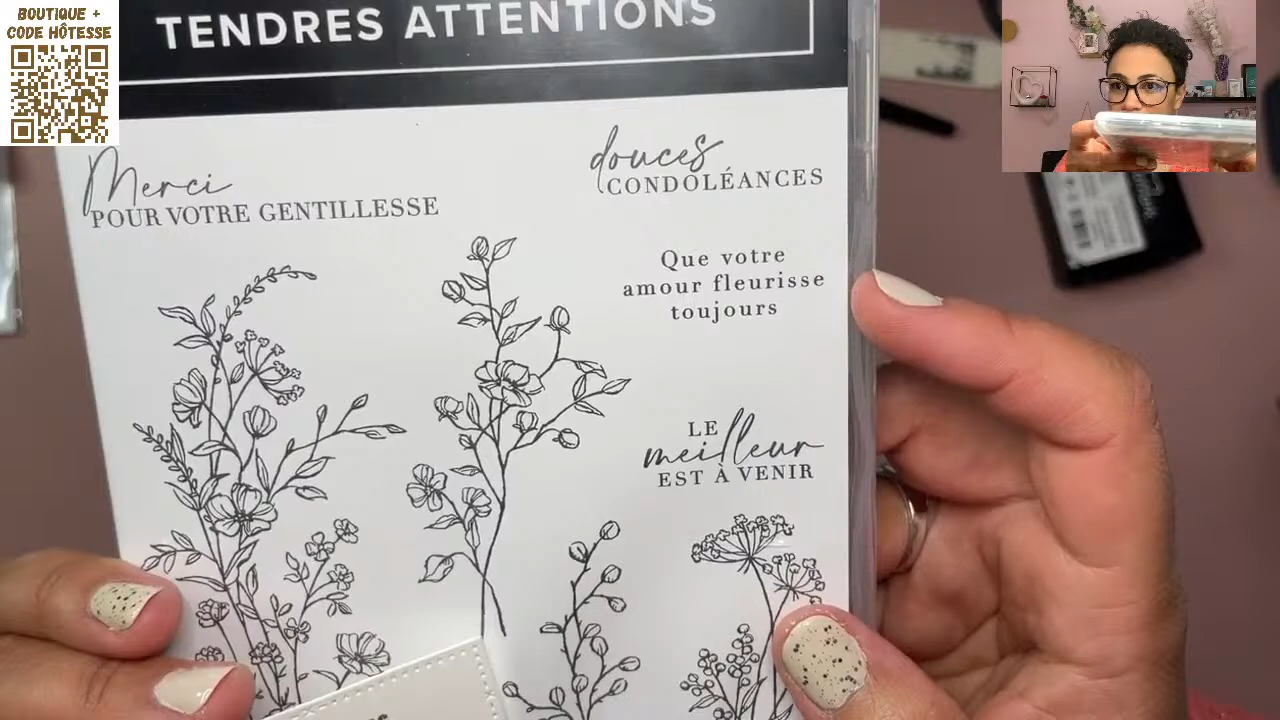 BOUTIQUE +
CODE HÔTESSE
TENDRES ATTENTIONS
Merci
POUR VOTRE GENTILLESSE
douces
CONDOLÉANCES
Que votre
amour fleurisse
toujours
LE
meilleur
EST À VENIR